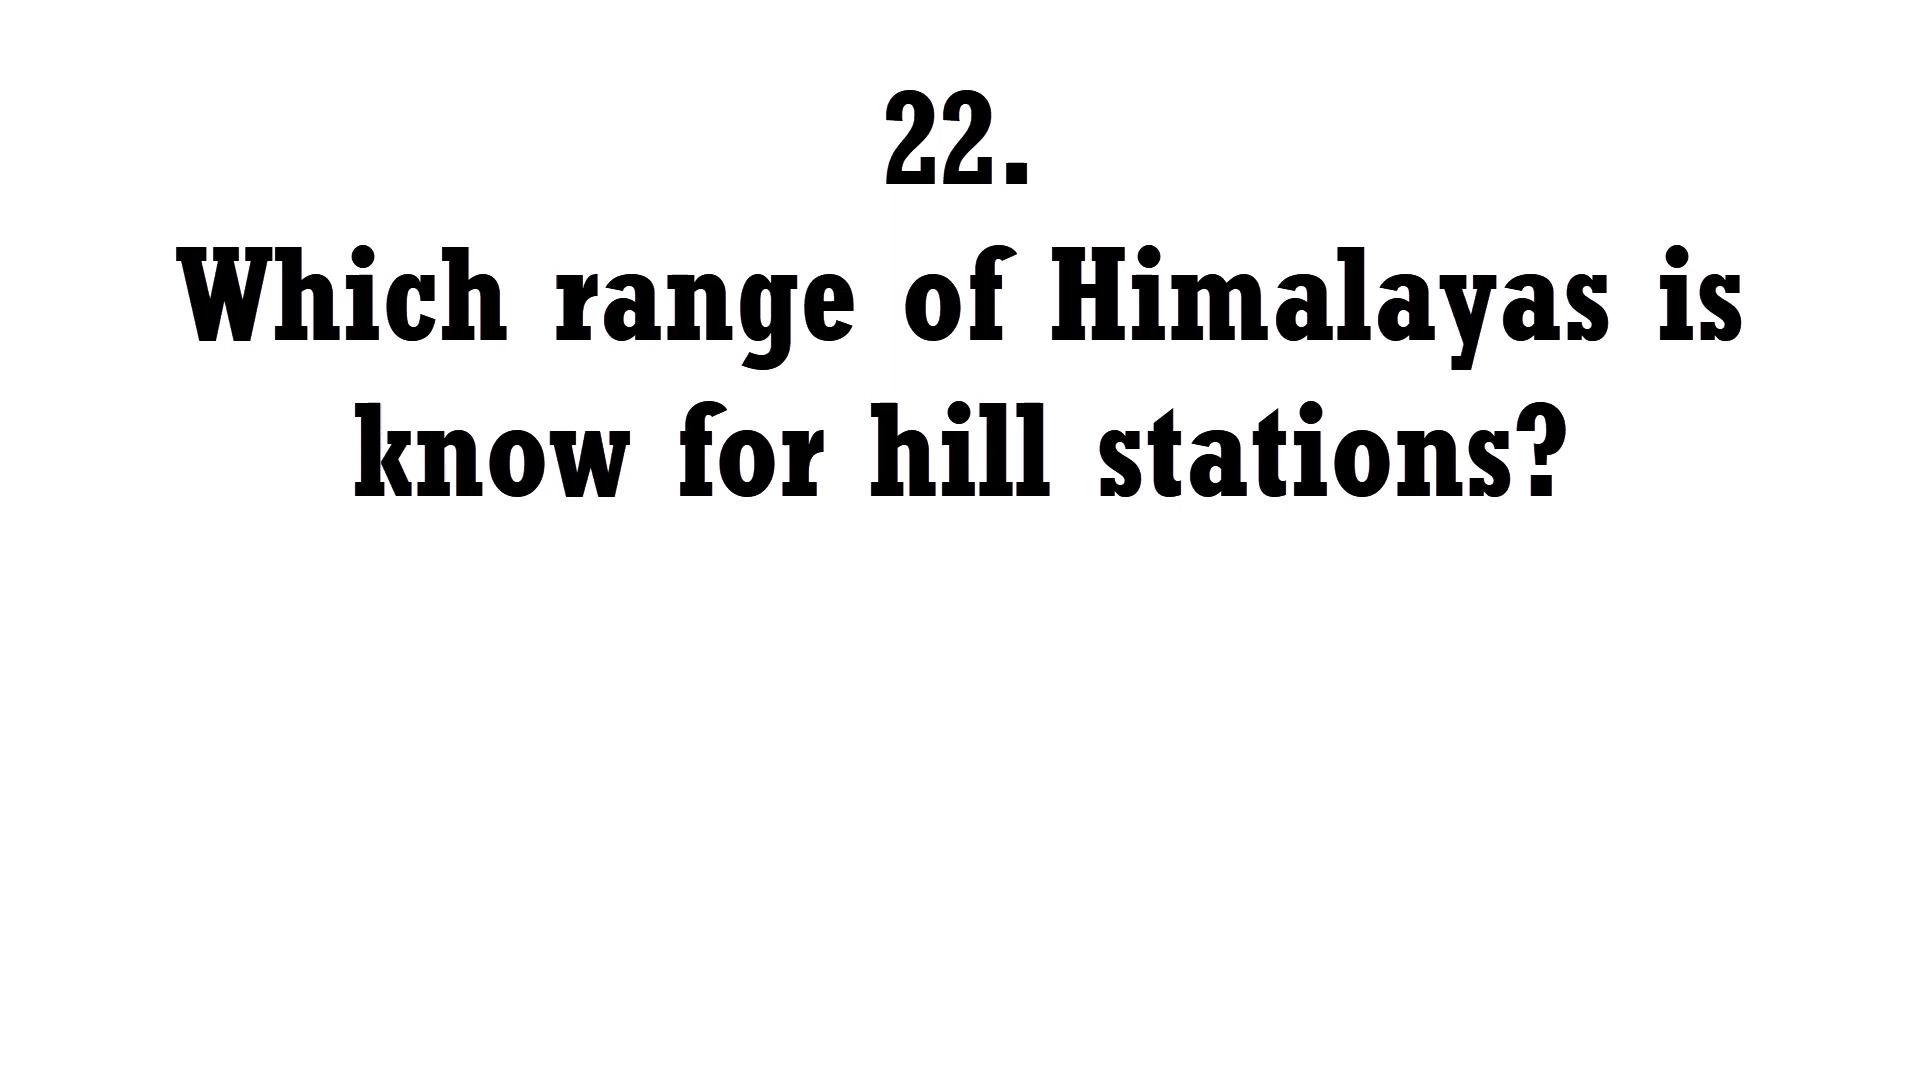 22.
Which range of Himalayas is
know for hill stations?